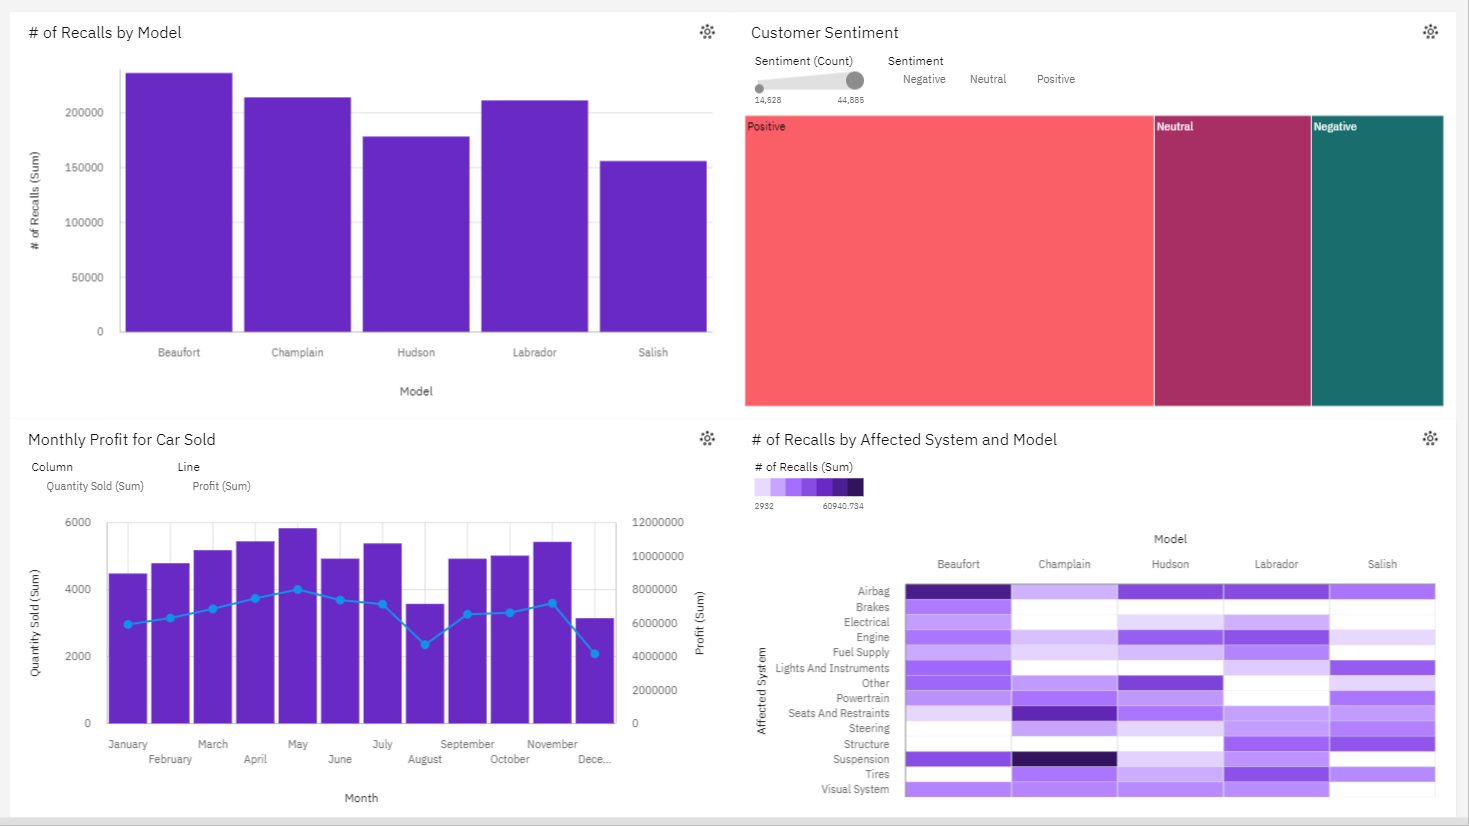 # of Recalls by Model
# of Recalls (Sum)
200000
150000
100000
50000
0
Beaufort Champlain Hudson Labrador Salish
Model
Customer Sentiment
Sentiment (Count) Sentiment
Negative Neutral Positive
14,528 44,885
Positive Neutral Negative
Monthly Profit for Car Sold
Column Line
Quantity Sold (Sum) Profit (Sum)
Quantity Sold (Sum)
6000
4000
2000
0
12000000
10000000
8000000
6000000
4000000
2000000
0
Profit (Sum)
January March May July September November
February April June August October Dece...
Month
# of Recalls by Affected System and Model
# of Recalls (Sum)
2932 60940.734
Model
Beaufort Champlain Hudson Labrador Salish
Affected System
Airbag
Brakes
Electrical
Engine
Fuel Supply
Lights And Instruments
Other
Powertrain
Seats And Restraints
Steering
Structure
Suspension
Tires
Visual System